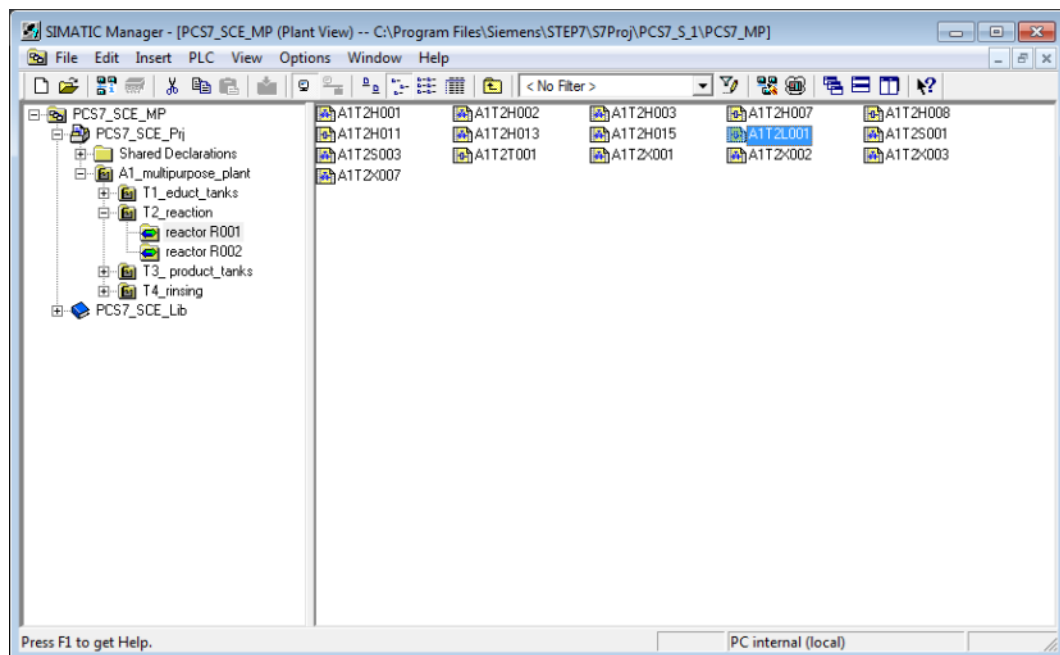 SIMATIC Manager - [PCS7_SCE_MP (Plant View) -- C:\Program Files\Siemens\STEP7\S7Proj\PCS7_S_1\PCS7_MP]
File Edit Insert PLC View Options Window Help
< No Filter >
PCS7_SCE_MP
PCS7_SCE_Prj
Shared Declarations
A1_multipurpose_plant
T1_educt_tanks
T2_reaction
reactor R001
reactor R002
T3_ product_tanks
T4_rinsing
PCS7_SCE_Lib
A1T2H001 A1T2H002 A1T2H003 A1T2H007 A1T2H008
A1T2H011 A1T2H013 A1T2H015 A1T2L001 A1T2S001
A1T2S003 A1T2T001 A1T2X001 A1T2X002 A1T2X003
A1T2X007
Press F1 to get Help. PC internal (local)